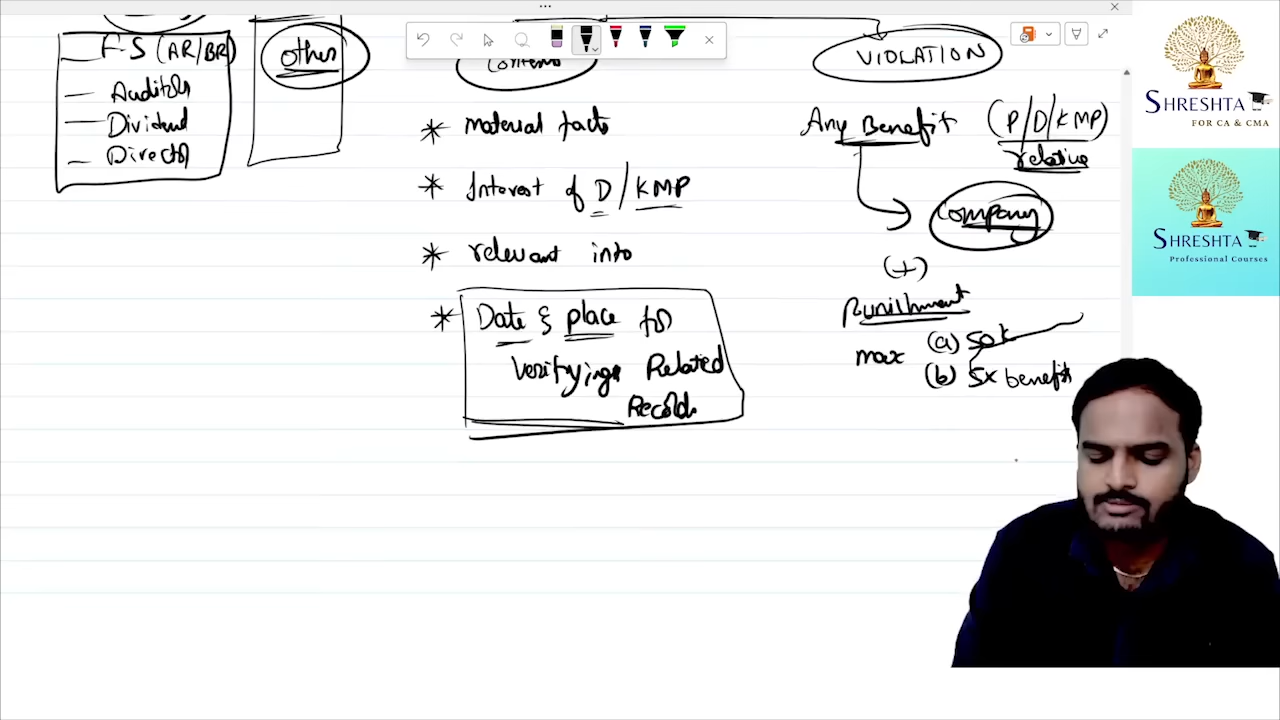 F-S (AR/BR)
Auditors
Dividend
Director
other
Contents
* material facts
* Interest of D/KMP
* relevant info
* Date & place for
verifying Related
Records
VIOLATION
Any Benefit (P/D/KMP)
relative
Company
(+)
Punishment
max (a) 50K
(b) 5x benefit
SHRESHTA
FOR CA & CMA
SHRESHTA
Professional Courses